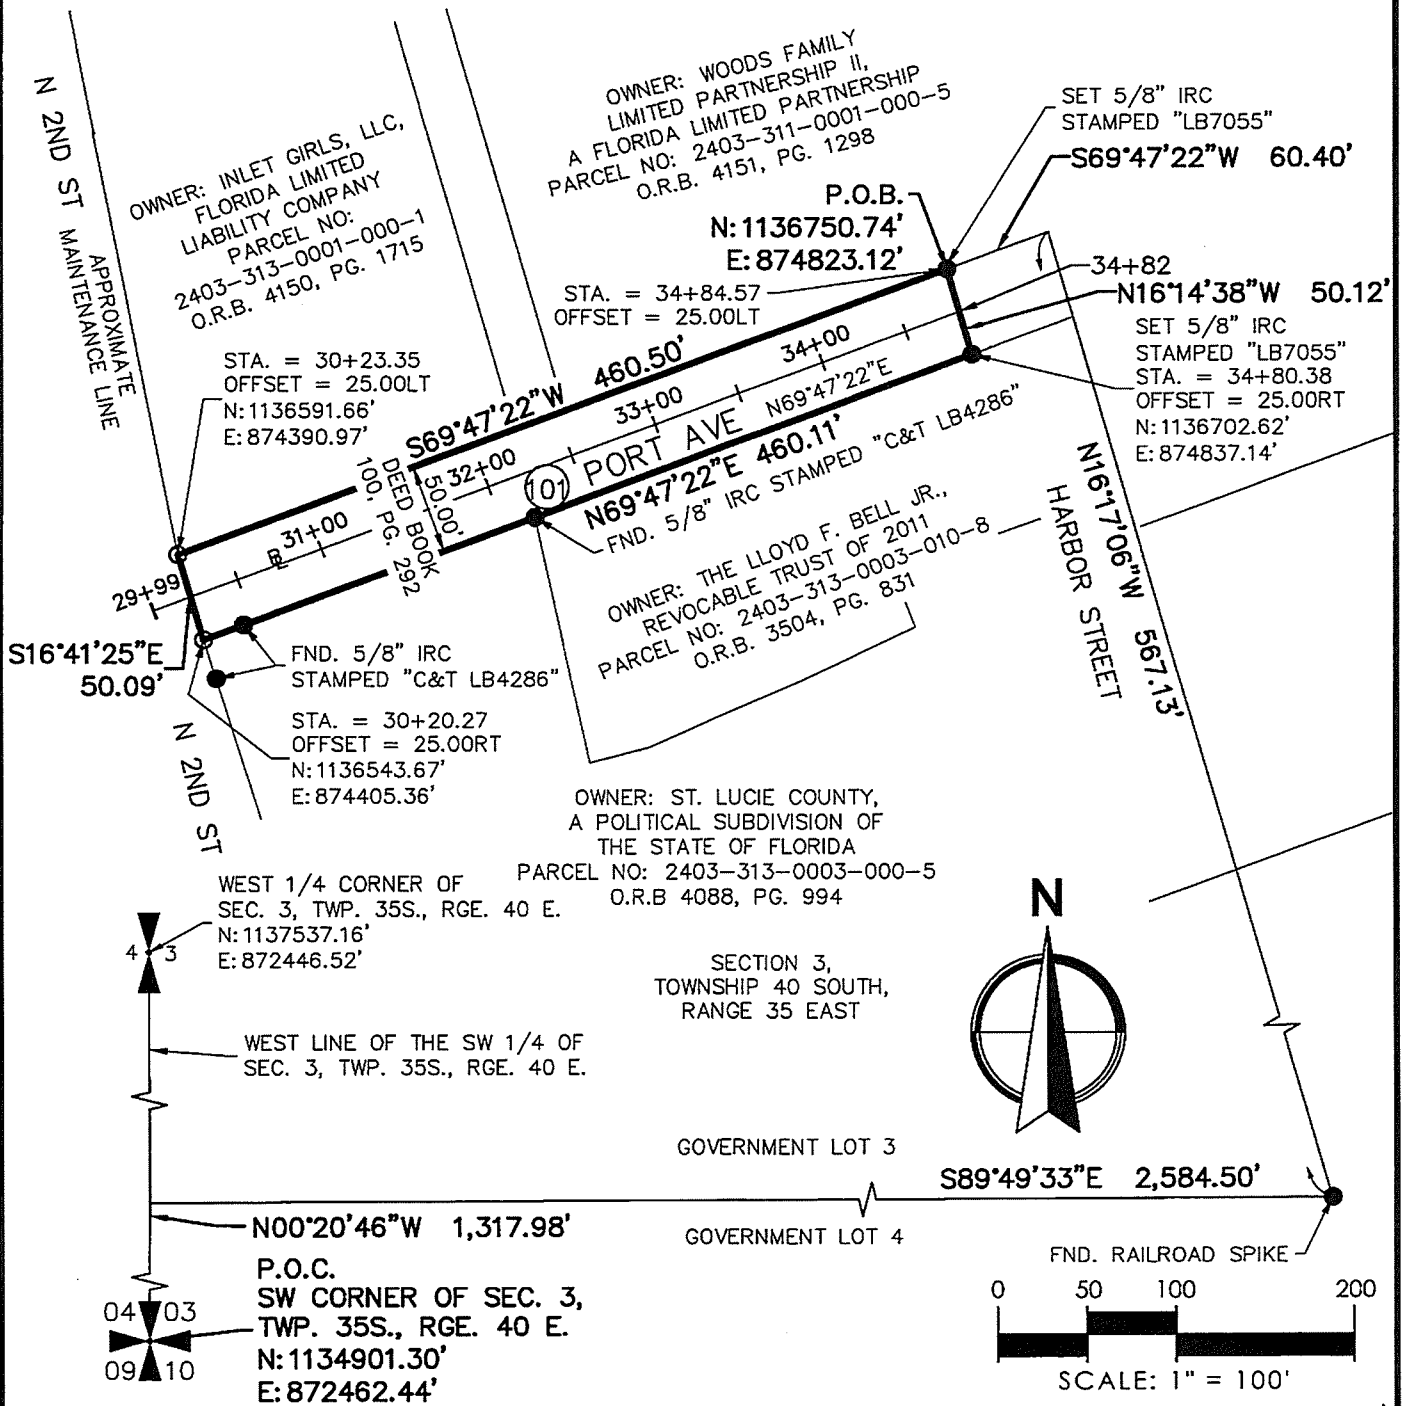 N 2ND ST
APPROXIMATE
MAINTENANCE LINE
OWNER: INLET GIRLS, LLC,
FLORIDA LIMITED
LIABILITY COMPANY
PARCEL NO:
2403-313-0001-000-1
O.R.B. 4150, PG. 1715
OWNER: WOODS FAMILY
LIMITED PARTNERSHIP II,
A FLORIDA LIMITED PARTNERSHIP
PARCEL NO: 2403-311-0001-000-5
O.R.B. 4151, PG. 1298
SET 5/8" IRC
STAMPED "LB7055"
S69°47'22"W 60.40'
P.O.B.
N: 1136750.74'
E: 874823.12'
STA. = 34+84.57
OFFSET = 25.00LT
34+82
N16°14'38"W 50.12'
SET 5/8" IRC
STAMPED "LB7055"
STA. = 34+80.38
OFFSET = 25.00RT
N: 1136702.62'
E: 874837.14'
STA. = 30+23.35
OFFSET = 25.00LT
N: 1136591.66'
E: 874390.97'
S69°47'22"W 460.50'
29+99
31+00
32+00
33+00
34+00
N69°47'22"E
DEED BOOK
100, PG. 292
50.00'
101
PORT AVE
N69°47'22"E 460.11'
FND. 5/8" IRC STAMPED "C&T LB4286"
OWNER: THE LLOYD F. BELL JR.,
REVOCABLE TRUST OF 2011
PARCEL NO: 2403-313-0003-010-8
O.R.B. 3504, PG. 831
N16°17'06"W 567.13'
HARBOR STREET
S16°41'25"E
50.09'
FND. 5/8" IRC
STAMPED "C&T LB4286"
STA. = 30+20.27
OFFSET = 25.00RT
N: 1136543.67'
E: 874405.36'
N 2ND ST
OWNER: ST. LUCIE COUNTY,
A POLITICAL SUBDIVISION OF
THE STATE OF FLORIDA
PARCEL NO: 2403-313-0003-000-5
O.R.B 4088, PG. 994
WEST 1/4 CORNER OF
SEC. 3, TWP. 35S., RGE. 40 E.
N: 1137537.16'
E: 872446.52'
4 3
SECTION 3,
TOWNSHIP 40 SOUTH,
RANGE 35 EAST
N
WEST LINE OF THE SW 1/4 OF
SEC. 3, TWP. 35S., RGE. 40 E.
GOVERNMENT LOT 3
S89°49'33"E 2,584.50'
GOVERNMENT LOT 4
N00°20'46"W 1,317.98'
FND. RAILROAD SPIKE
P.O.C.
SW CORNER OF SEC. 3,
TWP. 35S., RGE. 40 E.
N: 1134901.30'
E: 872462.44'
04 03
09 10
0 50 100 200
SCALE: 1" = 100'